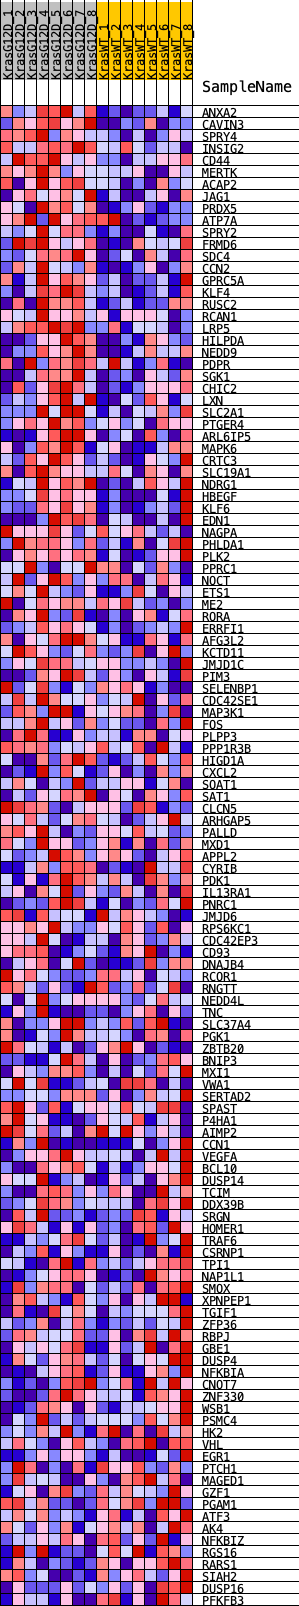 KrasG12D_1
KrasG12D_2
KrasG12D_3
KrasG12D_4
KrasG12D_5
KrasG12D_6
KrasG12D_7
KrasG12D_8
KrasWT_1
KrasWT_2
KrasWT_3
KrasWT_4
KrasWT_5
KrasWT_6
KrasWT_7
KrasWT_8
SampleName
ANXA2
CAVIN3
SPRY4
INSIG2
CD44
MERTK
ACAP2
JAG1
PRDX5
ATP7A
SPRY2
FRMD6
SDC4
CCN2
GPRC5A
KLF4
RUSC2
RCAN1
LRP5
HILPDA
NEDD9
PDPR
SGK1
CHIC2
LXN
SLC2A1
PTGER4
ARL6IP5
MAPK6
CRTC3
SLC19A1
NDRG1
HBEGF
KLF6
EDN1
NAGPA
PHLDA1
PLK2
PPRC1
NOCT
ETS1
ME2
RORA
ERRFI1
AFG3L2
KCTD11
JMJD1C
PIM3
SELENBP1
CDC42SE1
MAP3K1
FOS
PLPP3
PPP1R3B
HIGD1A
CXCL2
SOAT1
SAT1
CLCN5
ARHGAP5
PALLD
MXD1
APPL2
CYRIB
PDK1
IL13RA1
PNRC1
JMJD6
RPS6KC1
CDC42EP3
CD93
DNAJB4
RCOR1
RNGTT
NEDD4L
TNC
SLC37A4
PGK1
ZBTB20
BNIP3
MXI1
VWA1
SERTAD2
SPAST
P4HA1
AIMP2
CCN1
VEGFA
BCL10
DUSP14
TCIM
DDX39B
SRGN
HOMER1
TRAF6
CSRNP1
TPI1
NAP1L1
SMOX
XPNPEP1
TGIF1
ZFP36
RBPJ
GBE1
DUSP4
NFKBIA
CNOT7
ZNF330
WSB1
PSMC4
HK2
VHL
EGR1
PTCH1
MAGED1
GZF1
PGAM1
ATF3
AK4
NFKBIZ
RGS16
RARS1
SIAH2
DUSP16
PFKFB3